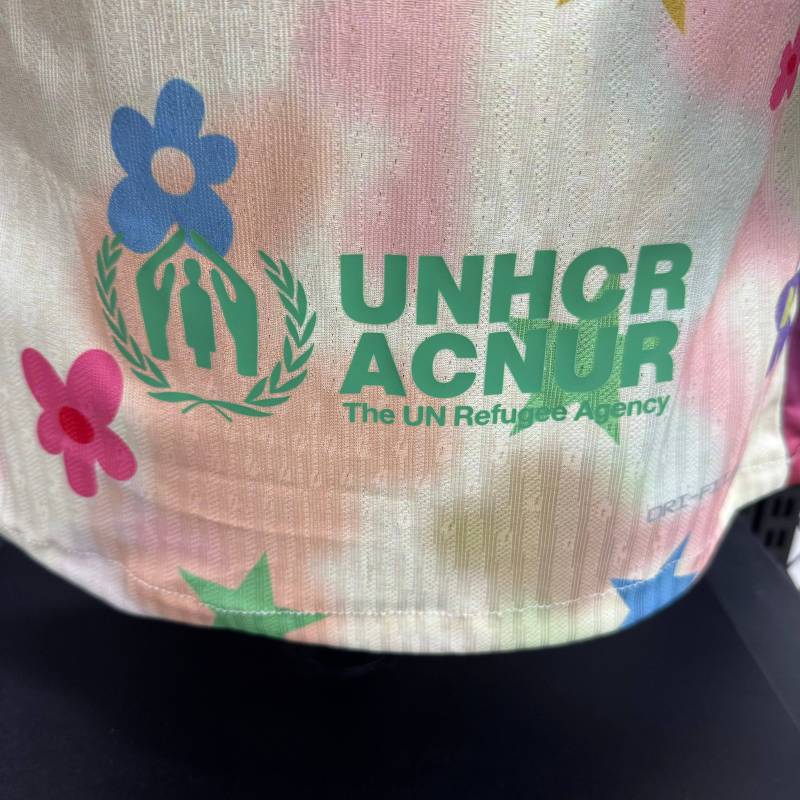 UNHCR
ACNUR
The UN Refugee Agency
DRI-FIT